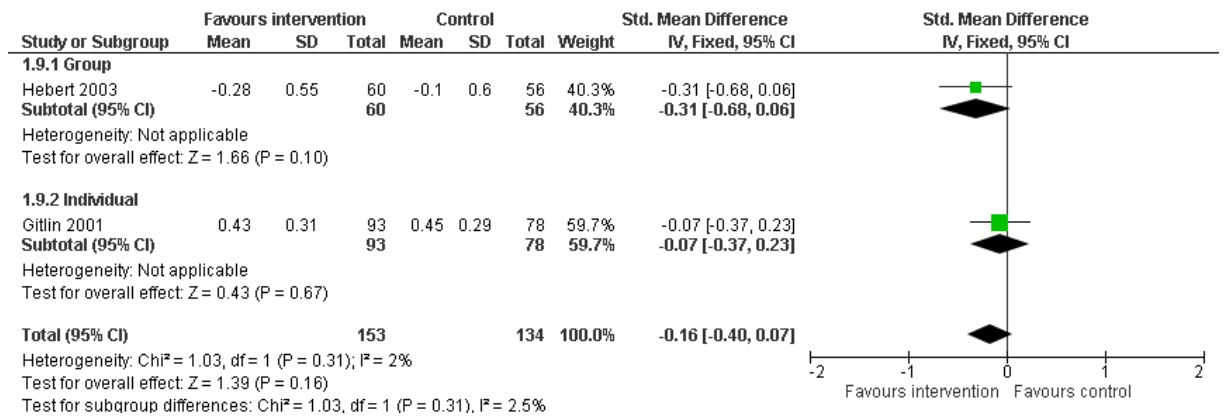 Favours intervention Control Std. Mean Difference Std. Mean Difference
Study or Subgroup Mean SD Total Mean SD Total Weight IV, Fixed, 95% CI IV, Fixed, 95% CI
1.9.1 Group
Hebert 2003 -0.28 0.55 60 -0.1 0.6 56 40.3% -0.31 [-0.68, 0.06]
Subtotal (95% CI) 60 56 40.3% -0.31 [-0.68, 0.06]
Heterogeneity: Not applicable
Test for overall effect: Z = 1.66 (P = 0.10)
1.9.2 Individual
Gitlin 2001 0.43 0.31 93 0.45 0.29 78 59.7% -0.07 [-0.37, 0.23]
Subtotal (95% CI) 93 78 59.7% -0.07 [-0.37, 0.23]
Heterogeneity: Not applicable
Test for overall effect: Z = 0.43 (P = 0.67)
Total (95% CI) 153 134 100.0% -0.16 [-0.40, 0.07]
Heterogeneity: Chi² = 1.03, df = 1 (P = 0.31); I² = 2%
Test for overall effect: Z = 1.39 (P = 0.16)
Test for subgroup differences: Chi² = 1.03, df = 1 (P = 0.31), I² = 2.5%
-2 -1 0 1 2
Favours intervention Favours control